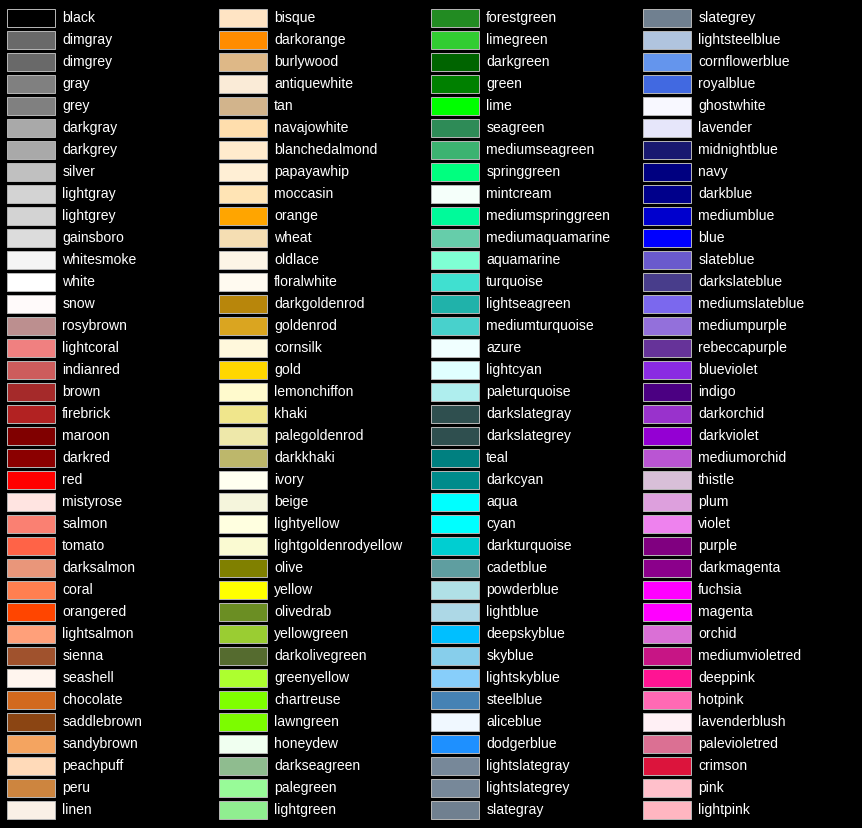 black
dimgray
dimgrey
gray
grey
darkgray
darkgrey
silver
lightgray
lightgrey
gainsboro
whitesmoke
white
snow
rosybrown
lightcoral
indianred
brown
firebrick
maroon
darkred
red
mistyrose
salmon
tomato
darksalmon
coral
orangered
lightsalmon
sienna
seashell
chocolate
saddlebrown
sandybrown
peachpuff
peru
linen
bisque
darkorange
burlywood
antiquewhite
tan
navajowhite
blanchedalmond
papayawhip
moccasin
orange
wheat
oldlace
floralwhite
darkgoldenrod
goldenrod
cornsilk
gold
lemonchiffon
khaki
palegoldenrod
darkkhaki
ivory
beige
lightyellow
lightgoldenrodyellow
olive
yellow
olivedrab
yellowgreen
darkolivegreen
greenyellow
chartreuse
lawngreen
honeydew
darkseagreen
palegreen
lightgreen
forestgreen
limegreen
darkgreen
green
lime
seagreen
mediumseagreen
springgreen
mintcream
mediumspringgreen
mediumaquamarine
aquamarine
turquoise
lightseagreen
mediumturquoise
azure
lightcyan
paleturquoise
darkslategray
darkslategrey
teal
darkcyan
aqua
cyan
darkturquoise
cadetblue
powderblue
lightblue
deepskyblue
skyblue
lightskyblue
steelblue
aliceblue
dodgerblue
lightslategray
lightslategrey
slategray
slategrey
lightsteelblue
cornflowerblue
royalblue
ghostwhite
lavender
midnightblue
navy
darkblue
mediumblue
blue
slateblue
darkslateblue
mediumslateblue
mediumpurple
rebeccapurple
blueviolet
indigo
darkorchid
darkviolet
mediumorchid
thistle
plum
violet
purple
darkmagenta
fuchsia
magenta
orchid
mediumvioletred
deeppink
hotpink
lavenderblush
palevioletred
crimson
pink
lightpink